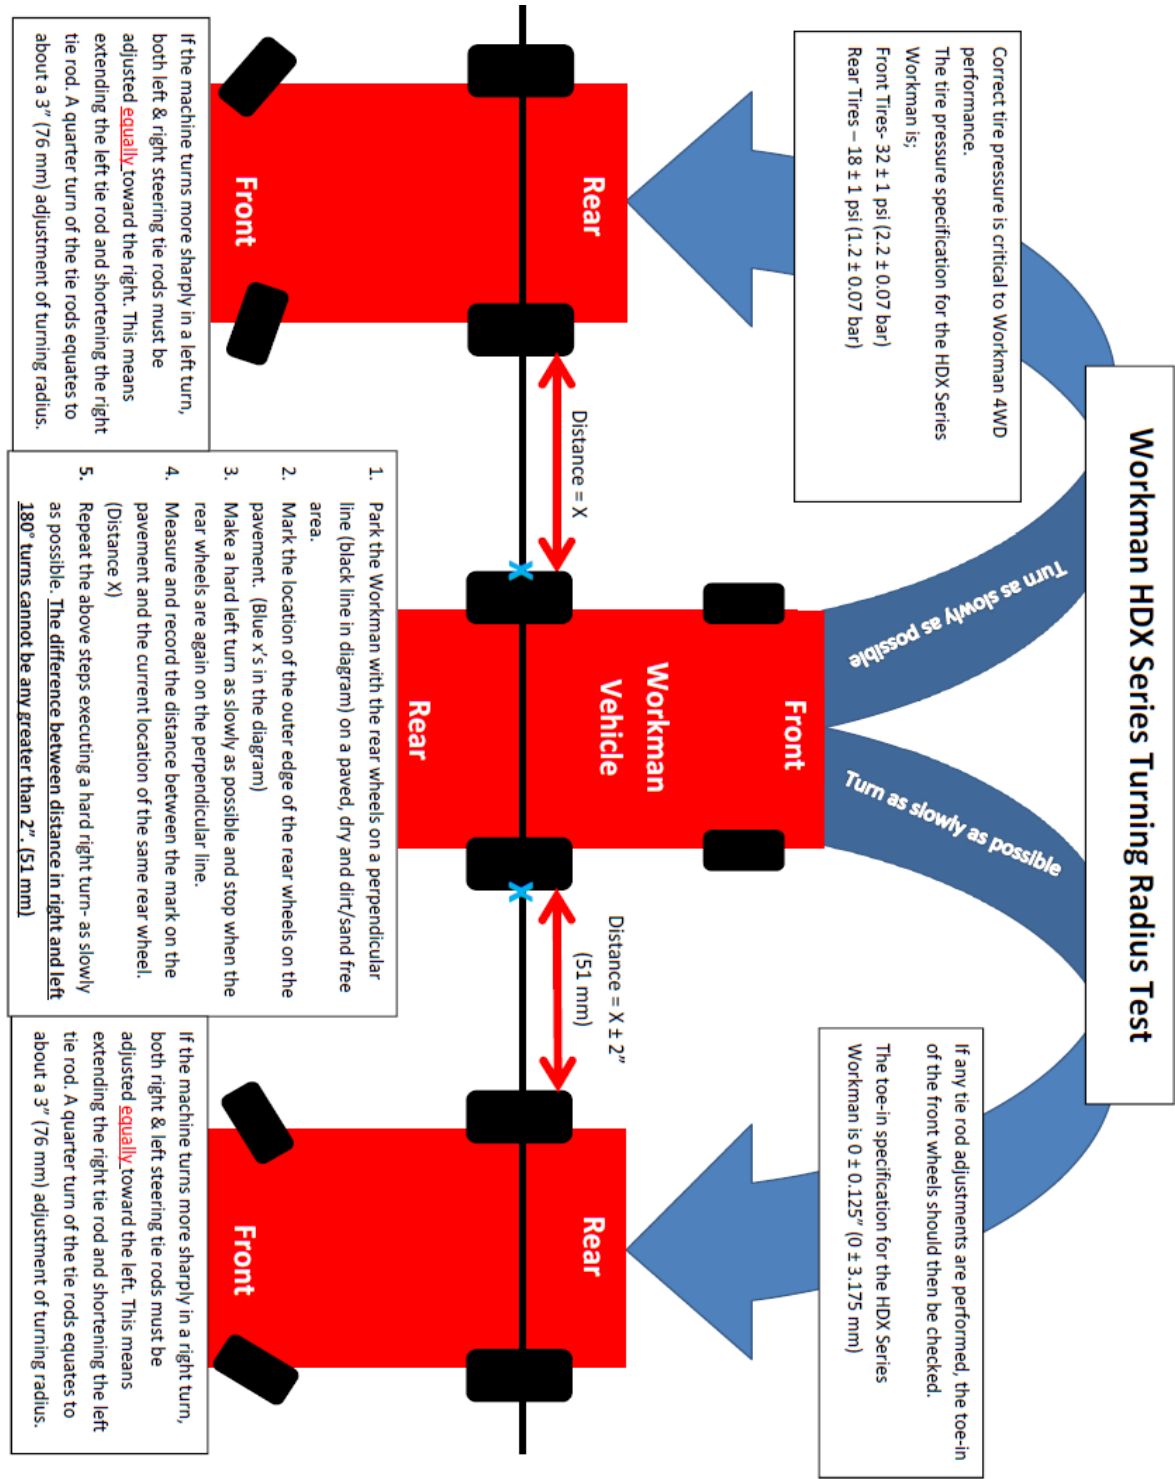 Workman HDX Series Turning Radius Test
Correct tire pressure is critical to Workman 4WD
performance.
The tire pressure specification for the HDX Series
Workman is;
Front Tires- 32 ± 1 psi (2.2 ± 0.07 bar)
Rear Tires – 18 ± 1 psi (1.2 ± 0.07 bar)
If any tie rod adjustments are performed, the toe-in
of the front wheels should then be checked.
The toe-in specification for the HDX Series
Workman is 0 ± 0.125” (0 ± 3.175 mm)
Turn as slowly as possible
Turn as slowly as possible
Front
Workman
Vehicle
Rear
Rear
Front
Rear
Front
Distance = X
Distance = X ± 2”
(51 mm)
If the machine turns more sharply in a left turn,
both left & right steering tie rods must be
adjusted equally toward the right. This means
extending the left tie rod and shortening the right
tie rod. A quarter turn of the tie rods equates to
about a 3” (76 mm) adjustment of turning radius.
1. Park the Workman with the rear wheels on a perpendicular
line (black line in diagram) on a paved, dry and dirt/sand free
area.
2. Mark the location of the outer edge of the rear wheels on the
pavement. (Blue x’s in the diagram)
3. Make a hard left turn as slowly as possible and stop when the
rear wheels are again on the perpendicular line.
4. Measure and record the distance between the mark on the
pavement and the current location of the same rear wheel.
(Distance X)
5. Repeat the above steps executing a hard right turn- as slowly
as possible. The difference between distance in right and left
180° turns cannot be any greater than 2”. (51 mm)
If the machine turns more sharply in a right turn,
both right & left steering tie rods must be
adjusted equally toward the left. This means
extending the right tie rod and shortening the left
tie rod. A quarter turn of the tie rods equates to
about a 3” (76 mm) adjustment of turning radius.